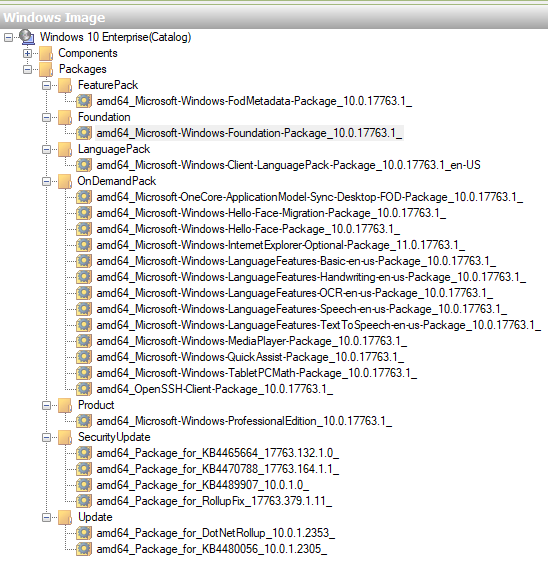 Windows Image
Windows 10 Enterprise(Catalog)
Components
Packages
FeaturePack
amd64_Microsoft-Windows-FodMetadata-Package_10.0.17763.1_
Foundation
amd64_Microsoft-Windows-Foundation-Package_10.0.17763.1_
LanguagePack
amd64_Microsoft-Windows-Client-LanguagePack-Package_10.0.17763.1_en-US
OnDemandPack
amd64_Microsoft-OneCore-ApplicationModel-Sync-Desktop-FOD-Package_10.0.17763.1_
amd64_Microsoft-Windows-Hello-Face-Migration-Package_10.0.17763.1_
amd64_Microsoft-Windows-Hello-Face-Package_10.0.17763.1_
amd64_Microsoft-Windows-InternetExplorer-Optional-Package_11.0.17763.1_
amd64_Microsoft-Windows-LanguageFeatures-Basic-en-us-Package_10.0.17763.1_
amd64_Microsoft-Windows-LanguageFeatures-Handwriting-en-us-Package_10.0.17763.1_
amd64_Microsoft-Windows-LanguageFeatures-OCR-en-us-Package_10.0.17763.1_
amd64_Microsoft-Windows-LanguageFeatures-Speech-en-us-Package_10.0.17763.1_
amd64_Microsoft-Windows-LanguageFeatures-TextToSpeech-en-us-Package_10.0.17763.1_
amd64_Microsoft-Windows-MediaPlayer-Package_10.0.17763.1_
amd64_Microsoft-Windows-QuickAssist-Package_10.0.17763.1_
amd64_Microsoft-Windows-TabletPCMath-Package_10.0.17763.1_
amd64_OpenSSH-Client-Package_10.0.17763.1_
Product
amd64_Microsoft-Windows-ProfessionalEdition_10.0.17763.1_
SecurityUpdate
amd64_Package_for_KB4465664_17763.132.1.0_
amd64_Package_for_KB4470788_17763.164.1.1_
amd64_Package_for_KB4489907_10.0.1.0_
amd64_Package_for_RollupFix_17763.379.1.11_
Update
amd64_Package_for_DotNetRollup_10.0.1.2353_
amd64_Package_for_KB4480056_10.0.1.2305_